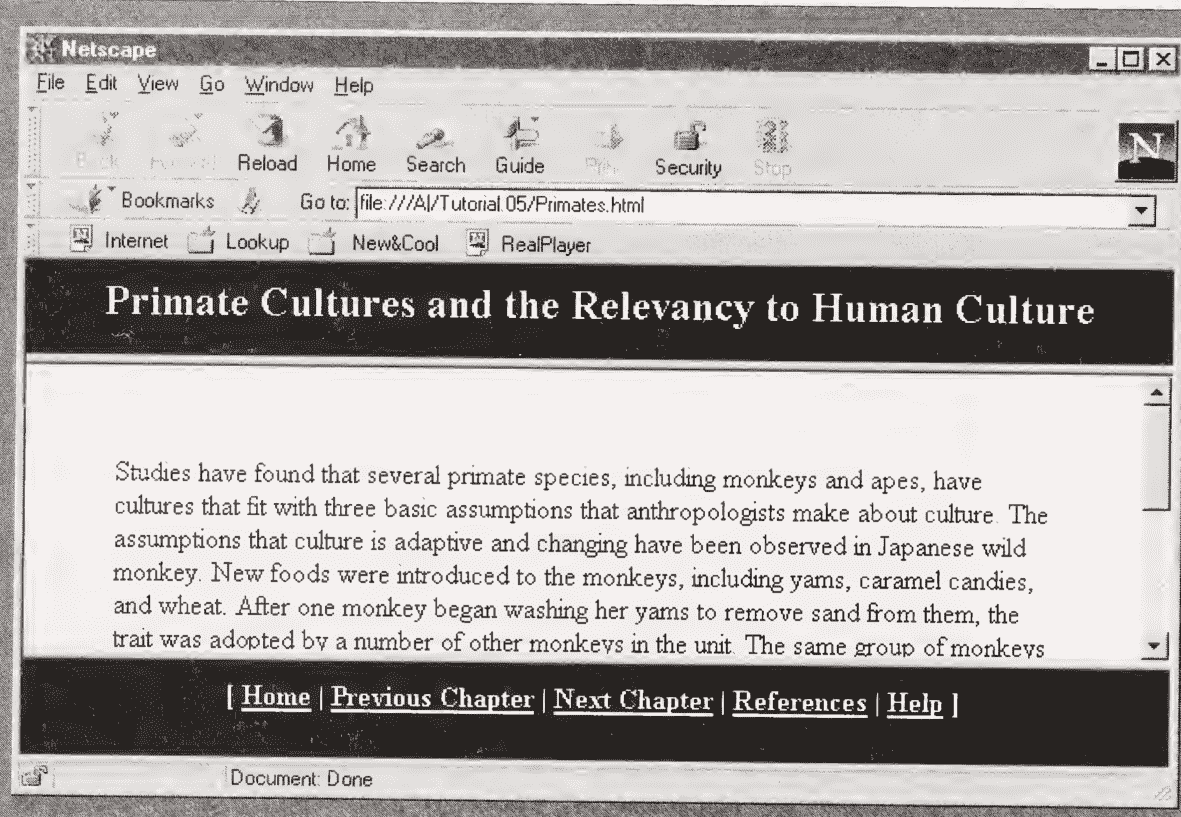 Netscape
File Edit View Go Window Help
Back Forward Reload Home Search Guide Print Security Stop
N
Bookmarks Go to: file:///A|/Tutorial.05/Primates.html
Internet Lookup New&Cool RealPlayer
Primate Cultures and the Relevancy to Human Culture
Studies have found that several primate species, including monkeys and apes, have
cultures that fit with three basic assumptions that anthropologists make about culture. The
assumptions that culture is adaptive and changing have been observed in Japanese wild
monkey. New foods were introduced to the monkeys, including yams, caramel candies,
and wheat. After one monkey began washing her yams to remove sand from them, the
trait was adopted by a number of other monkeys in the unit. The same group of monkeys
[ Home | Previous Chapter | Next Chapter | References | Help ]
Document: Done